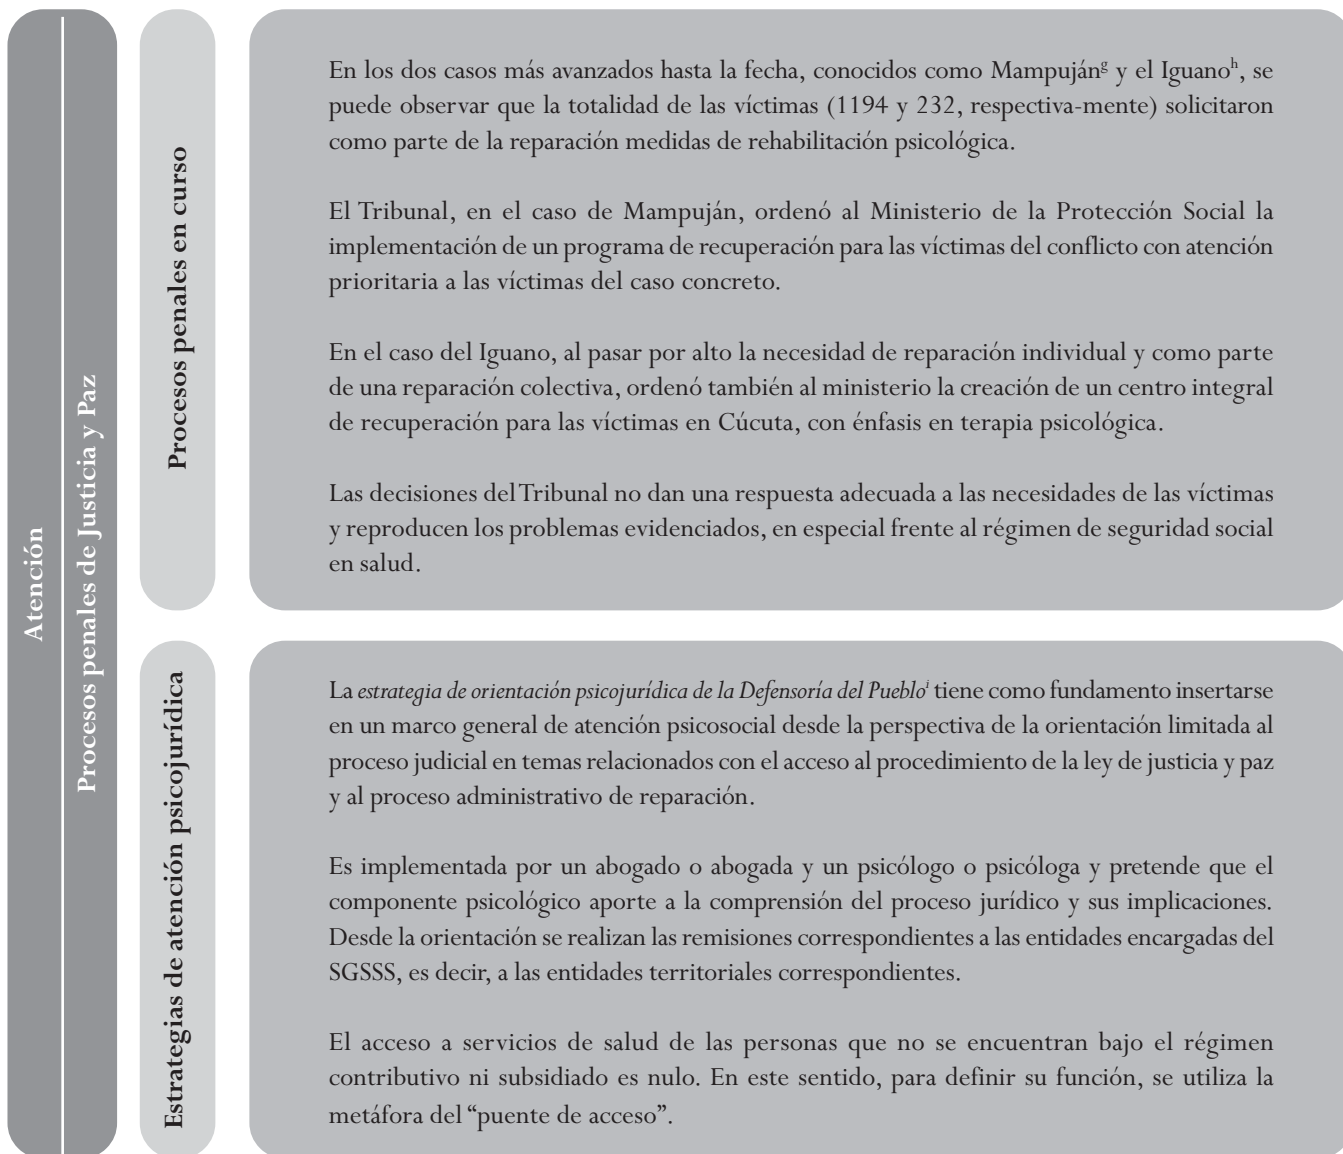 Atención
Procesos penales de Justicia y Paz
Procesos penales en curso
En los dos casos más avanzados hasta la fecha, conocidos como Mampujánᵍ y el Iguanoʰ, se
puede observar que la totalidad de las víctimas (1194 y 232, respectiva-mente) solicitaron
como parte de la reparación medidas de rehabilitación psicológica.
El Tribunal, en el caso de Mampuján, ordenó al Ministerio de la Protección Social la
implementación de un programa de recuperación para las víctimas del conflicto con atención
prioritaria a las víctimas del caso concreto.
En el caso del Iguano, al pasar por alto la necesidad de reparación individual y como parte
de una reparación colectiva, ordenó también al ministerio la creación de un centro integral
de recuperación para las víctimas en Cúcuta, con énfasis en terapia psicológica.
Las decisiones del Tribunal no dan una respuesta adecuada a las necesidades de las víctimas
y reproducen los problemas evidenciados, en especial frente al régimen de seguridad social
en salud.
Estrategias de atención psicojurídica
La estrategia de orientación psicojurídica de la Defensoría del Puebloⁱ tiene como fundamento insertarse
en un marco general de atención psicosocial desde la perspectiva de la orientación limitada al
proceso judicial en temas relacionados con el acceso al procedimiento de la ley de justicia y paz
y al proceso administrativo de reparación.
Es implementada por un abogado o abogada y un psicólogo o psicóloga y pretende que el
componente psicológico aporte a la comprensión del proceso jurídico y sus implicaciones.
Desde la orientación se realizan las remisiones correspondientes a las entidades encargadas del
SGSSS, es decir, a las entidades territoriales correspondientes.
El acceso a servicios de salud de las personas que no se encuentran bajo el régimen
contributivo ni subsidiado es nulo. En este sentido, para definir su función, se utiliza la
metáfora del “puente de acceso”.